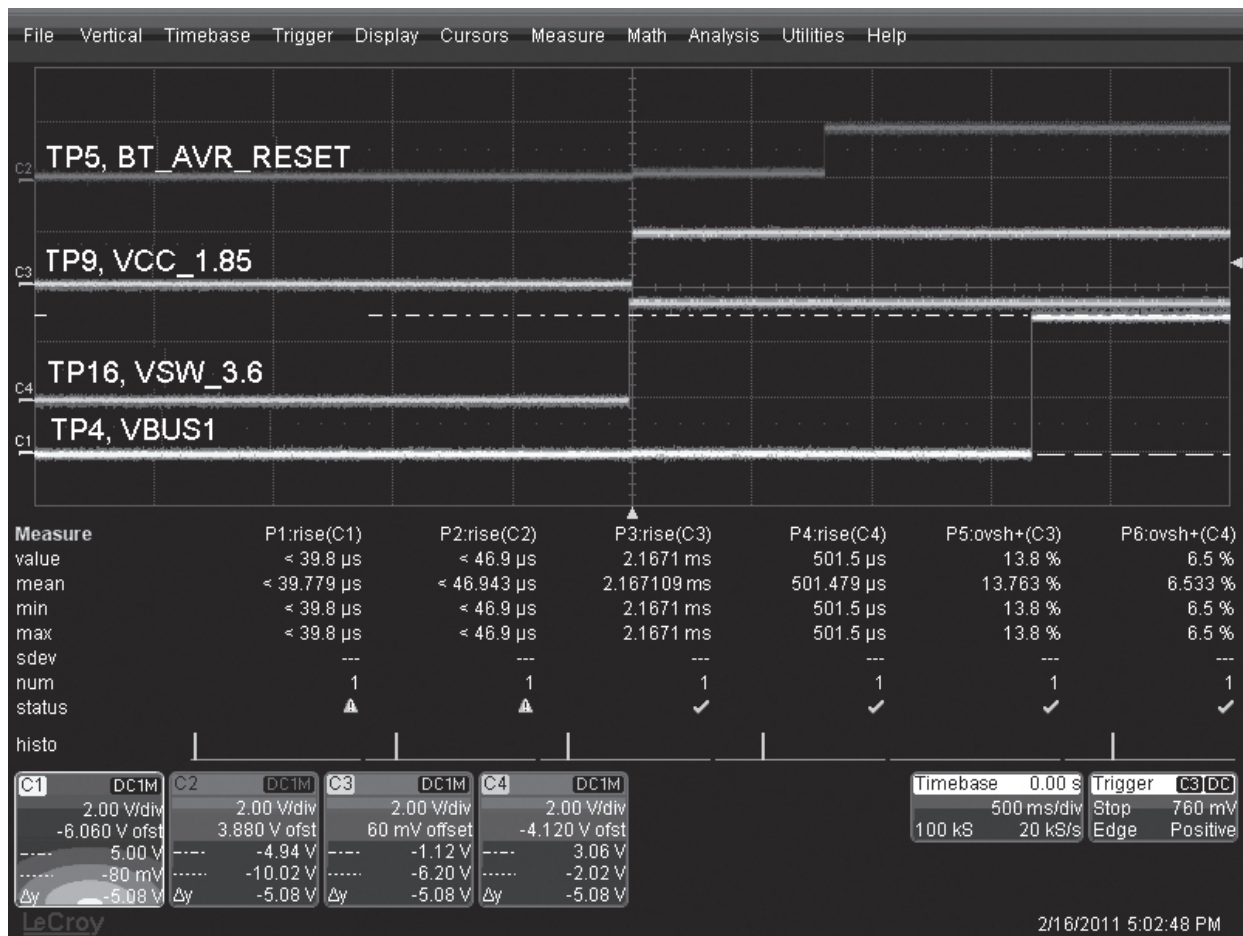 File Vertical Timebase Trigger Display Cursors Measure Math Analysis Utilities Help
C2 TP5, BT_AVR_RESET
C3 TP9, VCC_1.85
TP16, VSW_3.6
C4
TP4, VBUS1
C1
Measure P1:rise(C1) P2:rise(C2) P3:rise(C3) P4:rise(C4) P5:ovsh+(C3) P6:ovsh+(C4)
value < 39.8 µs < 46.9 µs 2.1671 ms 501.5 µs 13.8 % 6.5 %
mean < 39.779 µs < 46.943 µs 2.167109 ms 501.479 µs 13.763 % 6.533 %
min < 39.8 µs < 46.9 µs 2.1671 ms 501.5 µs 13.8 % 6.5 %
max < 39.8 µs < 46.9 µs 2.1671 ms 501.5 µs 13.8 % 6.5 %
sdev --- --- --- --- --- ---
num 1 1 1 1 1 1
status
histo
C1 DC1M C2 DC1M C3 DC1M C4 DC1M Timebase 0.00 s Trigger C3 DC
2.00 V/div 2.00 V/div 2.00 V/div 2.00 V/div 500 ms/div Stop 760 mV
-6.060 V ofst 3.880 V ofst 60 mV offset -4.120 V ofst 100 kS 20 kS/s Edge Positive
5.00 V -4.94 V -1.12 V 3.06 V
-80 mV -10.02 V -6.20 V -2.02 V
Δy -5.08 V Δy -5.08 V Δy -5.08 V Δy -5.08 V
LeCroy 2/16/2011 5:02:48 PM